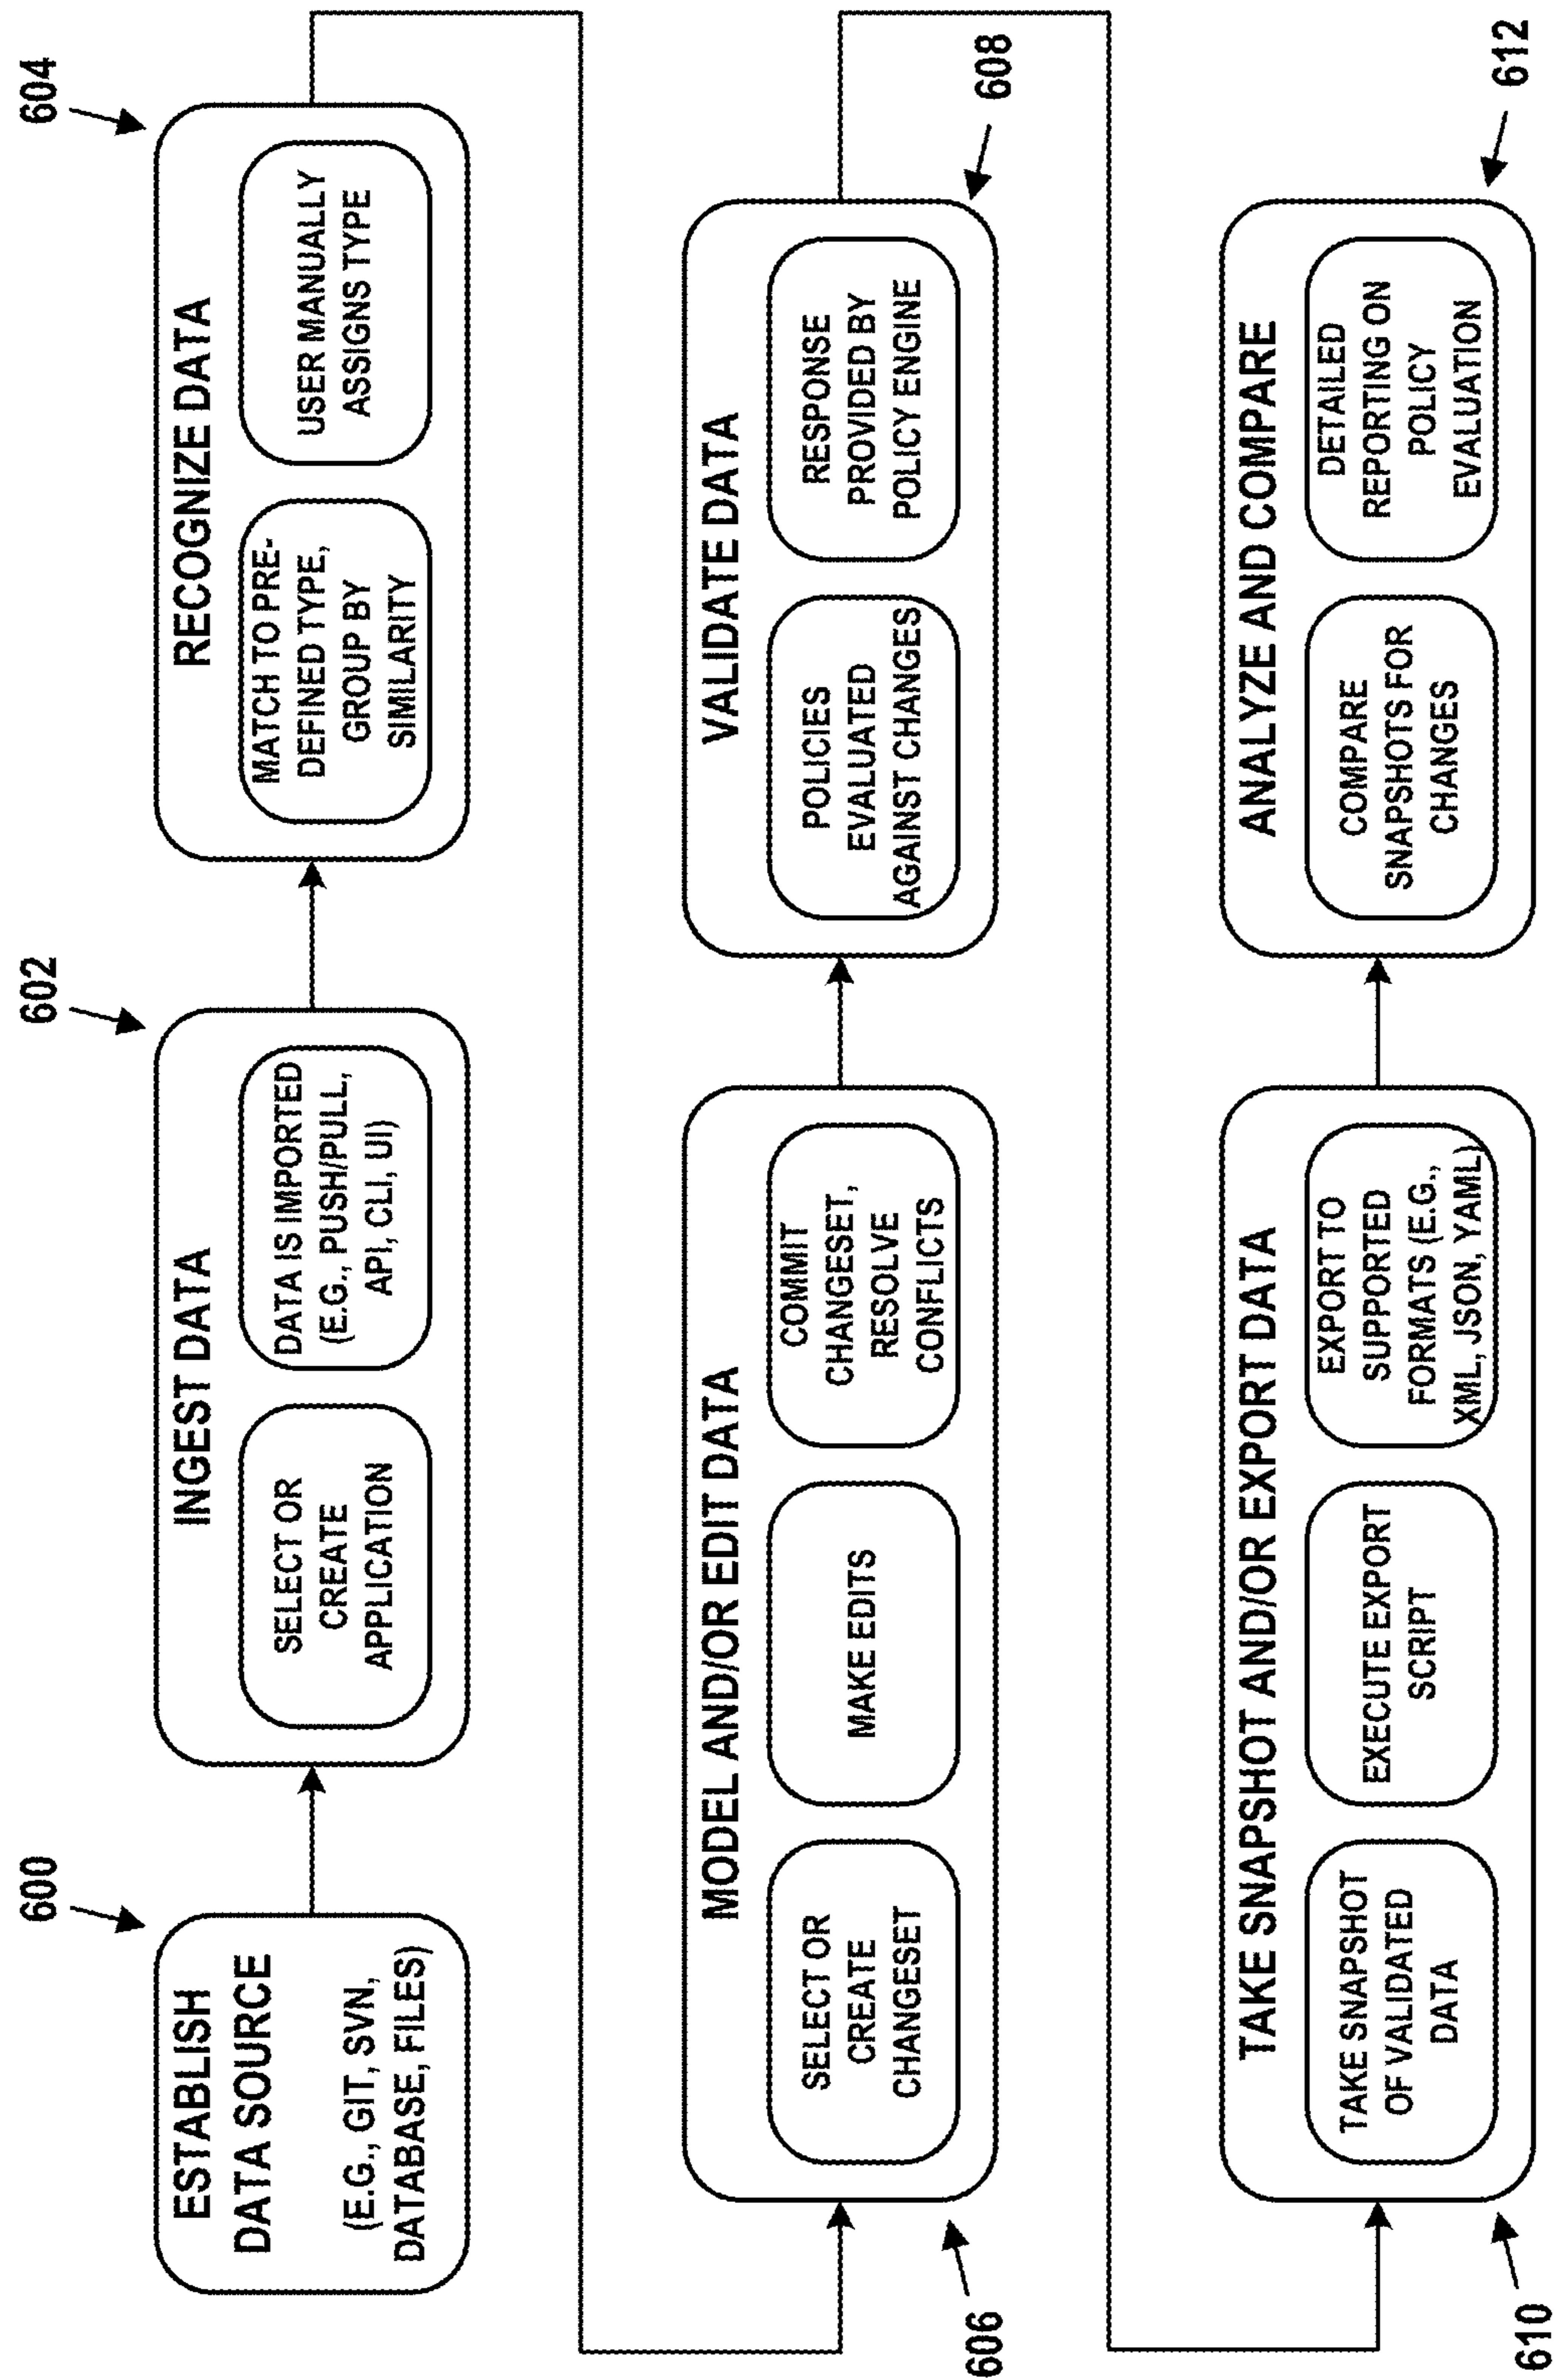 600
ESTABLISH
DATA SOURCE
(E.G., GIT, SVN,
DATABASE, FILES)
602
INGEST DATA
SELECT OR
CREATE
APPLICATION
DATA IS IMPORTED
(E.G., PUSH/PULL,
API, CLI, UI)
604
RECOGNIZE DATA
MATCH TO PRE-
DEFINED TYPE,
GROUP BY
SIMILARITY
USER MANUALLY
ASSIGNS TYPE
606
MODEL AND/OR EDIT DATA
SELECT OR
CREATE
CHANGESET
MAKE EDITS
COMMIT
CHANGESET,
RESOLVE
CONFLICTS
608
VALIDATE DATA
POLICIES
EVALUATED
AGAINST CHANGES
RESPONSE
PROVIDED BY
POLICY ENGINE
610
TAKE SNAPSHOT AND/OR EXPORT DATA
TAKE SNAPSHOT
OF VALIDATED
DATA
EXECUTE EXPORT
SCRIPT
EXPORT TO
SUPPORTED
FORMATS (E.G.,
XML, JSON, YAML)
612
ANALYZE AND COMPARE
COMPARE
SNAPSHOTS FOR
CHANGES
DETAILED
REPORTING ON
POLICY
EVALUATION